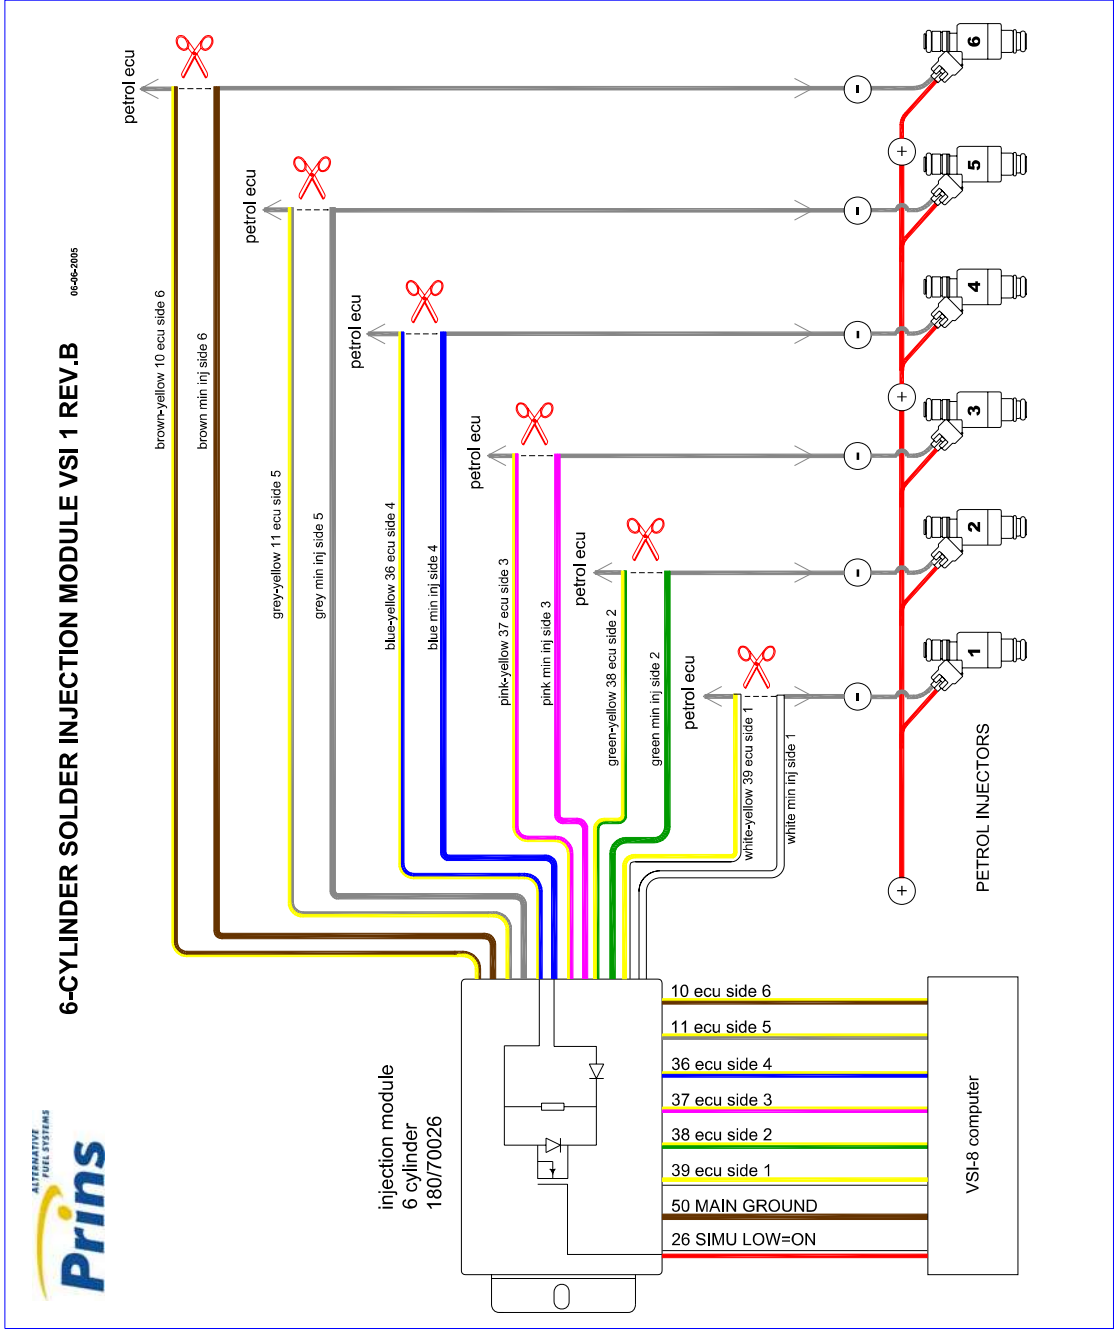 6-CYLINDER SOLDER INJECTION MODULE VSI 1 REV.B
06-06-2005
ALTERNATIVE
FUEL SYSTEMS
Prins
petrol ecu
petrol ecu
petrol ecu
petrol ecu
petrol ecu
petrol ecu
brown-yellow 10 ecu side 6
brown min inj side 6
grey-yellow 11 ecu side 5
grey min inj side 5
blue-yellow 36 ecu side 4
blue min inj side 4
pink-yellow 37 ecu side 3
pink min inj side 3
green-yellow 38 ecu side 2
green min inj side 2
white-yellow 39 ecu side 1
white min inj side 1
-
-
-
-
-
-
+
+
+
6
5
4
3
2
1
PETROL INJECTORS
injection module
6 cylinder
180/70026
10 ecu side 6
11 ecu side 5
36 ecu side 4
37 ecu side 3
38 ecu side 2
39 ecu side 1
50 MAIN GROUND
26 SIMU LOW=ON
VSI-8 computer